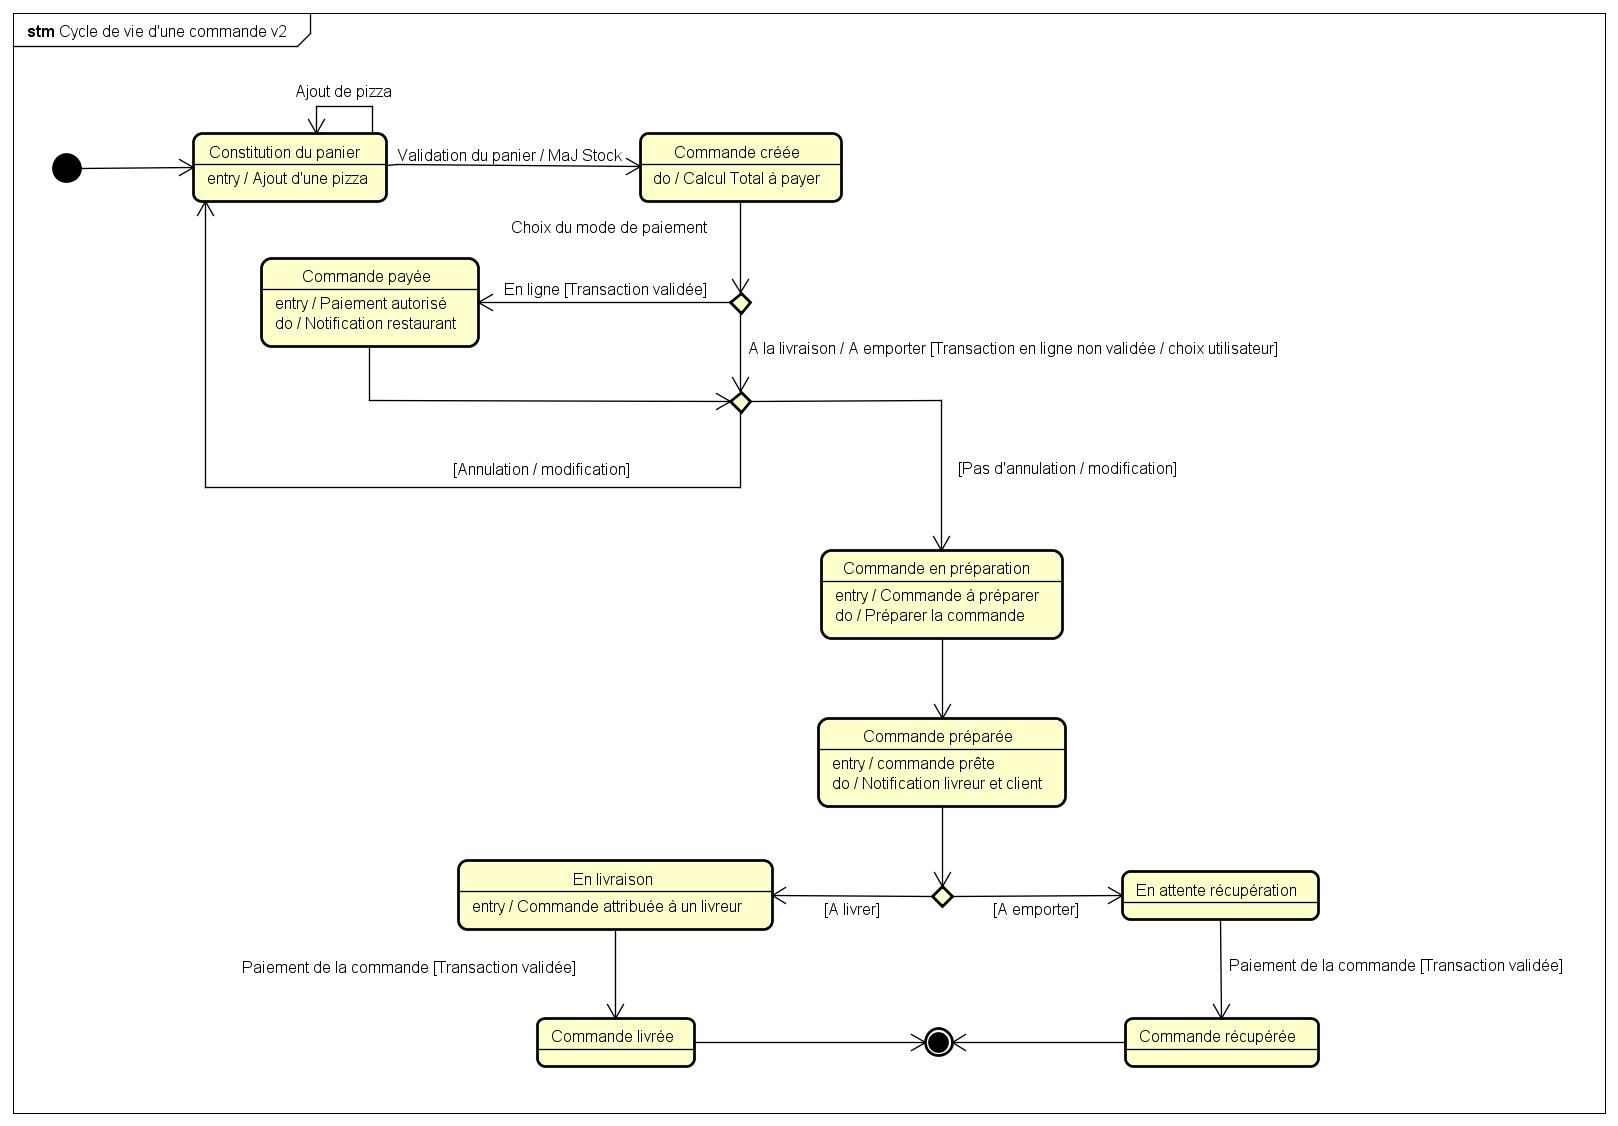 stm Cycle de vie d'une commande v2
Ajout de pizza
Constitution du panier
entry / Ajout d'une pizza
Validation du panier / MaJ Stock
Commande créée
do / Calcul Total à payer
Choix du mode de paiement
Commande payée
entry / Paiement autorisé
do / Notification restaurant
En ligne [Transaction validée]
A la livraison / A emporter [Transaction en ligne non validée / choix utilisateur]
[Annulation / modification]
[Pas d'annulation / modification]
Commande en préparation
entry / Commande à préparer
do / Préparer la commande
Commande préparée
entry / commande prête
do / Notification livreur et client
En livraison
entry / Commande attribuée à un livreur
[A livrer]
[A emporter]
En attente récupération
Paiement de la commande [Transaction validée]
Paiement de la commande [Transaction validée]
Commande livrée
Commande récupérée